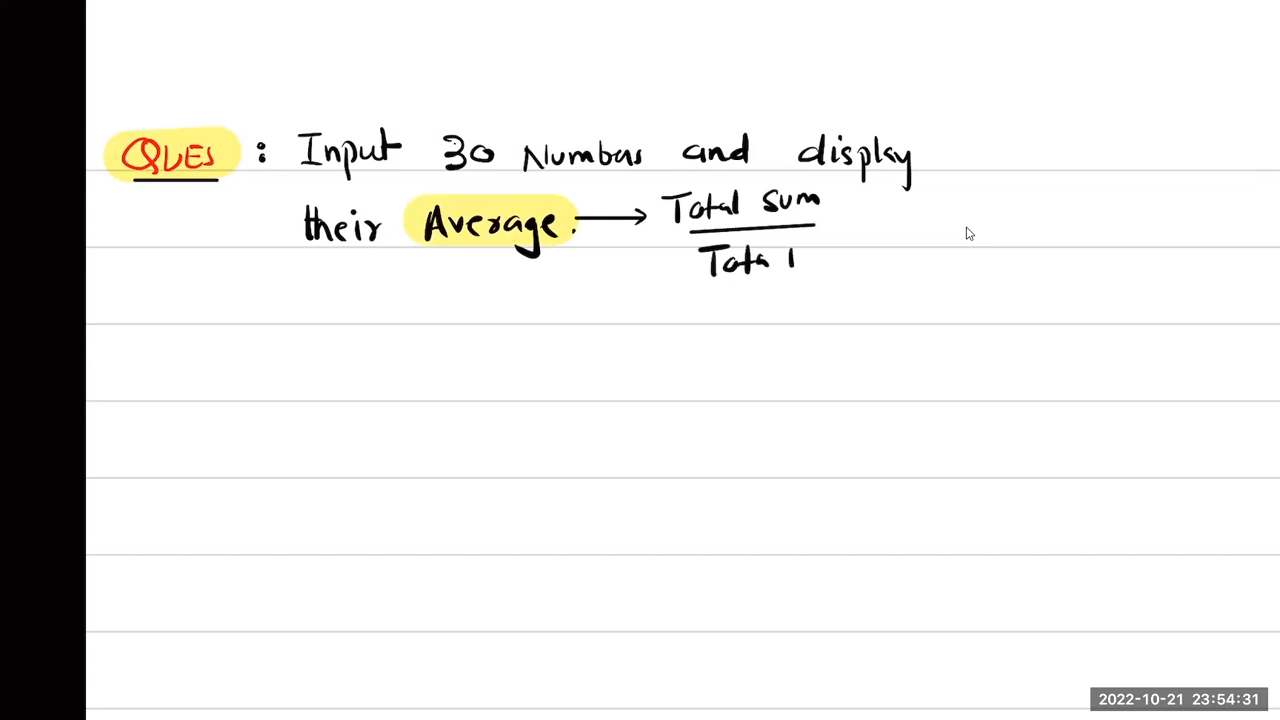 QUES : Input 30 Numbers and display
their Average. → Total sum
Total
2022-10-21 23:54:31